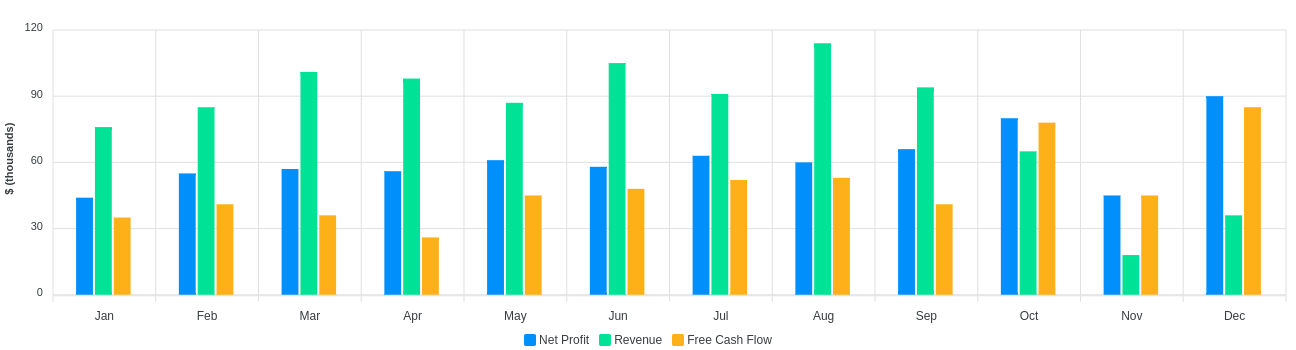 120
90
60
30
0
$ (thousands)
Jan Feb Mar Apr May Jun Jul Aug Sep Oct Nov Dec
Net Profit Revenue Free Cash Flow